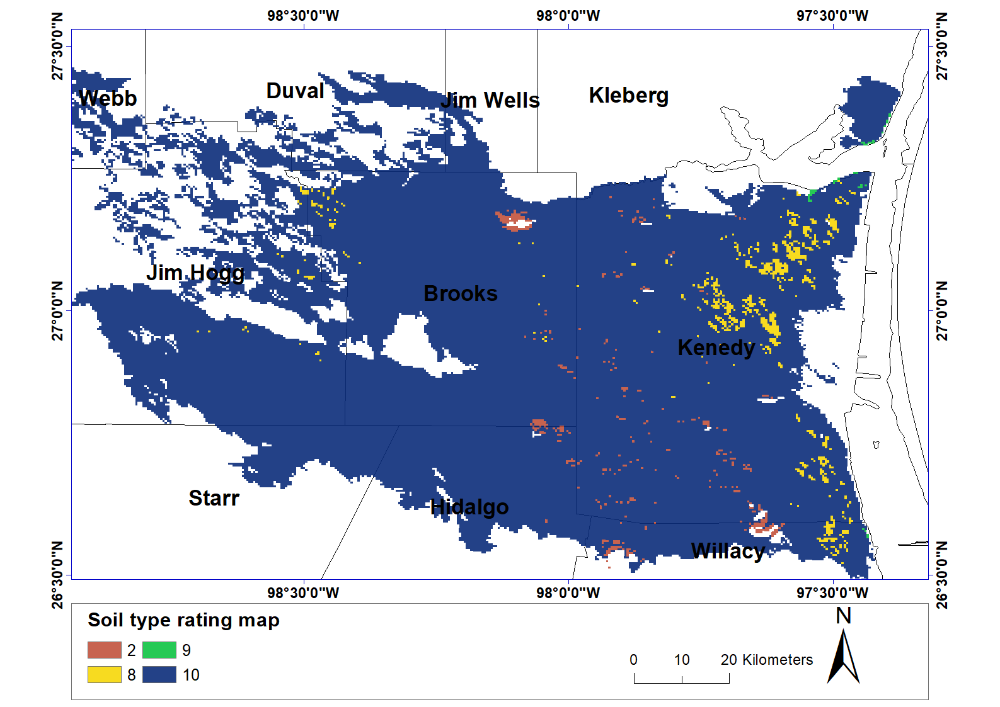 98°30'0"W 98°0'0"W 97°30'0"W
27°30'0"N 27°30'0"N
Webb Duval Jim Wells Kleberg
Jim Hogg Brooks
27°0'0"N 27°0'0"N
Kenedy
Starr Hidalgo
Willacy
26°30'0"N 26°30'0"N
98°30'0"W 98°0'0"W 97°30'0"W
Soil type rating map
2 9
8 10
0 10 20 Kilometers
N